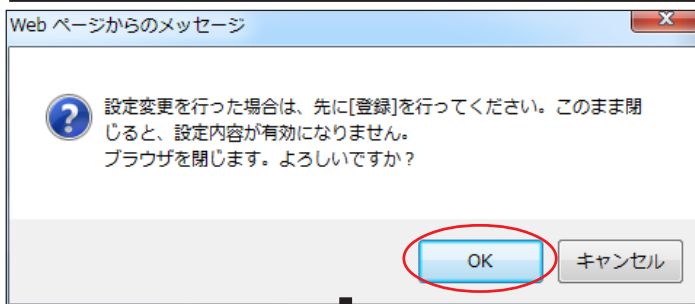 Web ページからのメッセージ
設定変更を行った場合は、先に[登録]を行ってください。このまま閉
じると、設定内容が有効になりません。
ブラウザを閉じます。よろしいですか?
OK
キャンセル